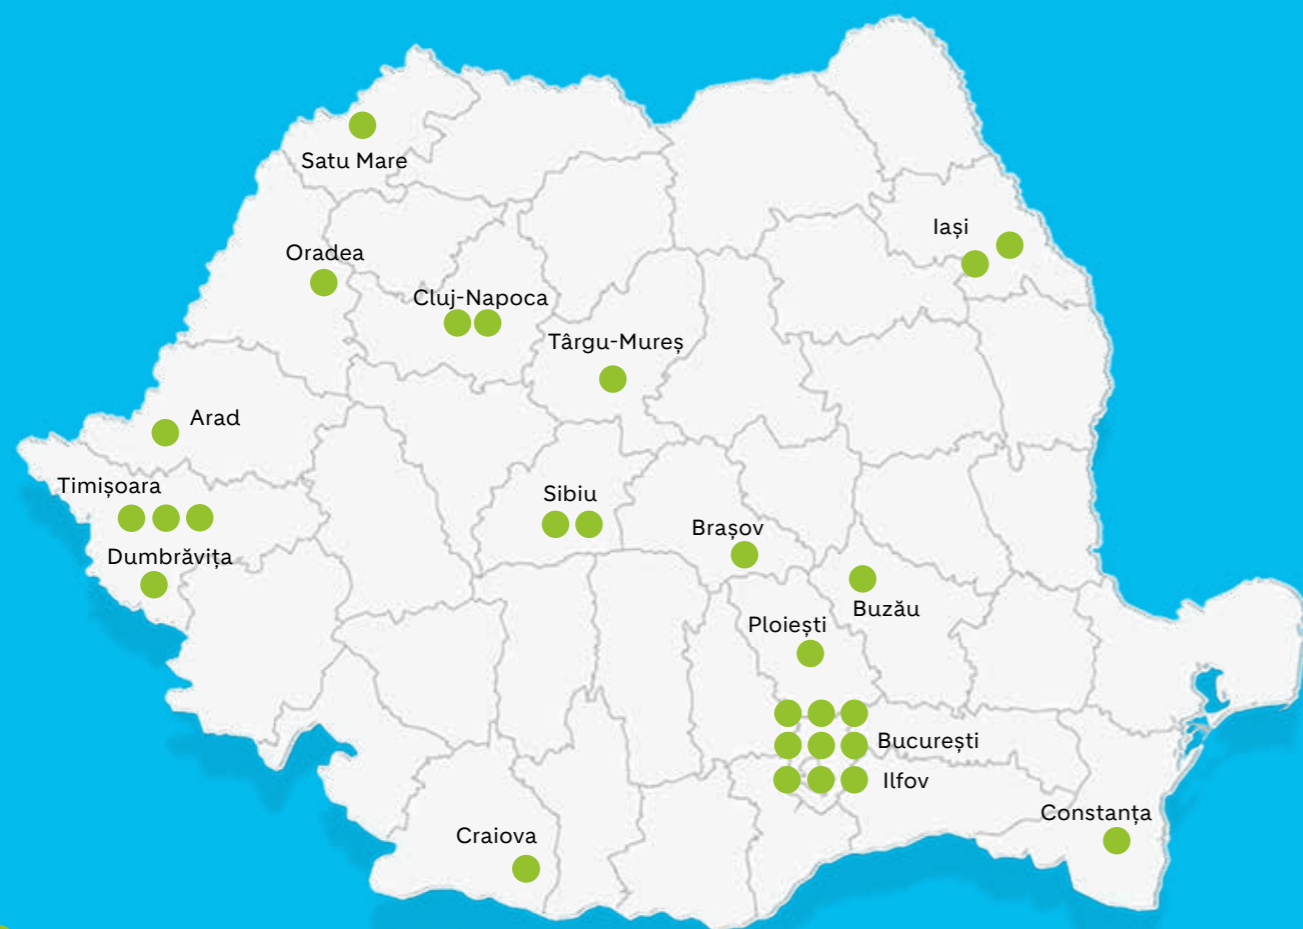 Satu Mare
Iași
Oradea
Cluj-Napoca
Târgu-Mureș
Arad
Timișoara
Sibiu
Brașov
Dumbrăvița
Buzău
Ploiești
București
Ilfov
Constanța
Craiova